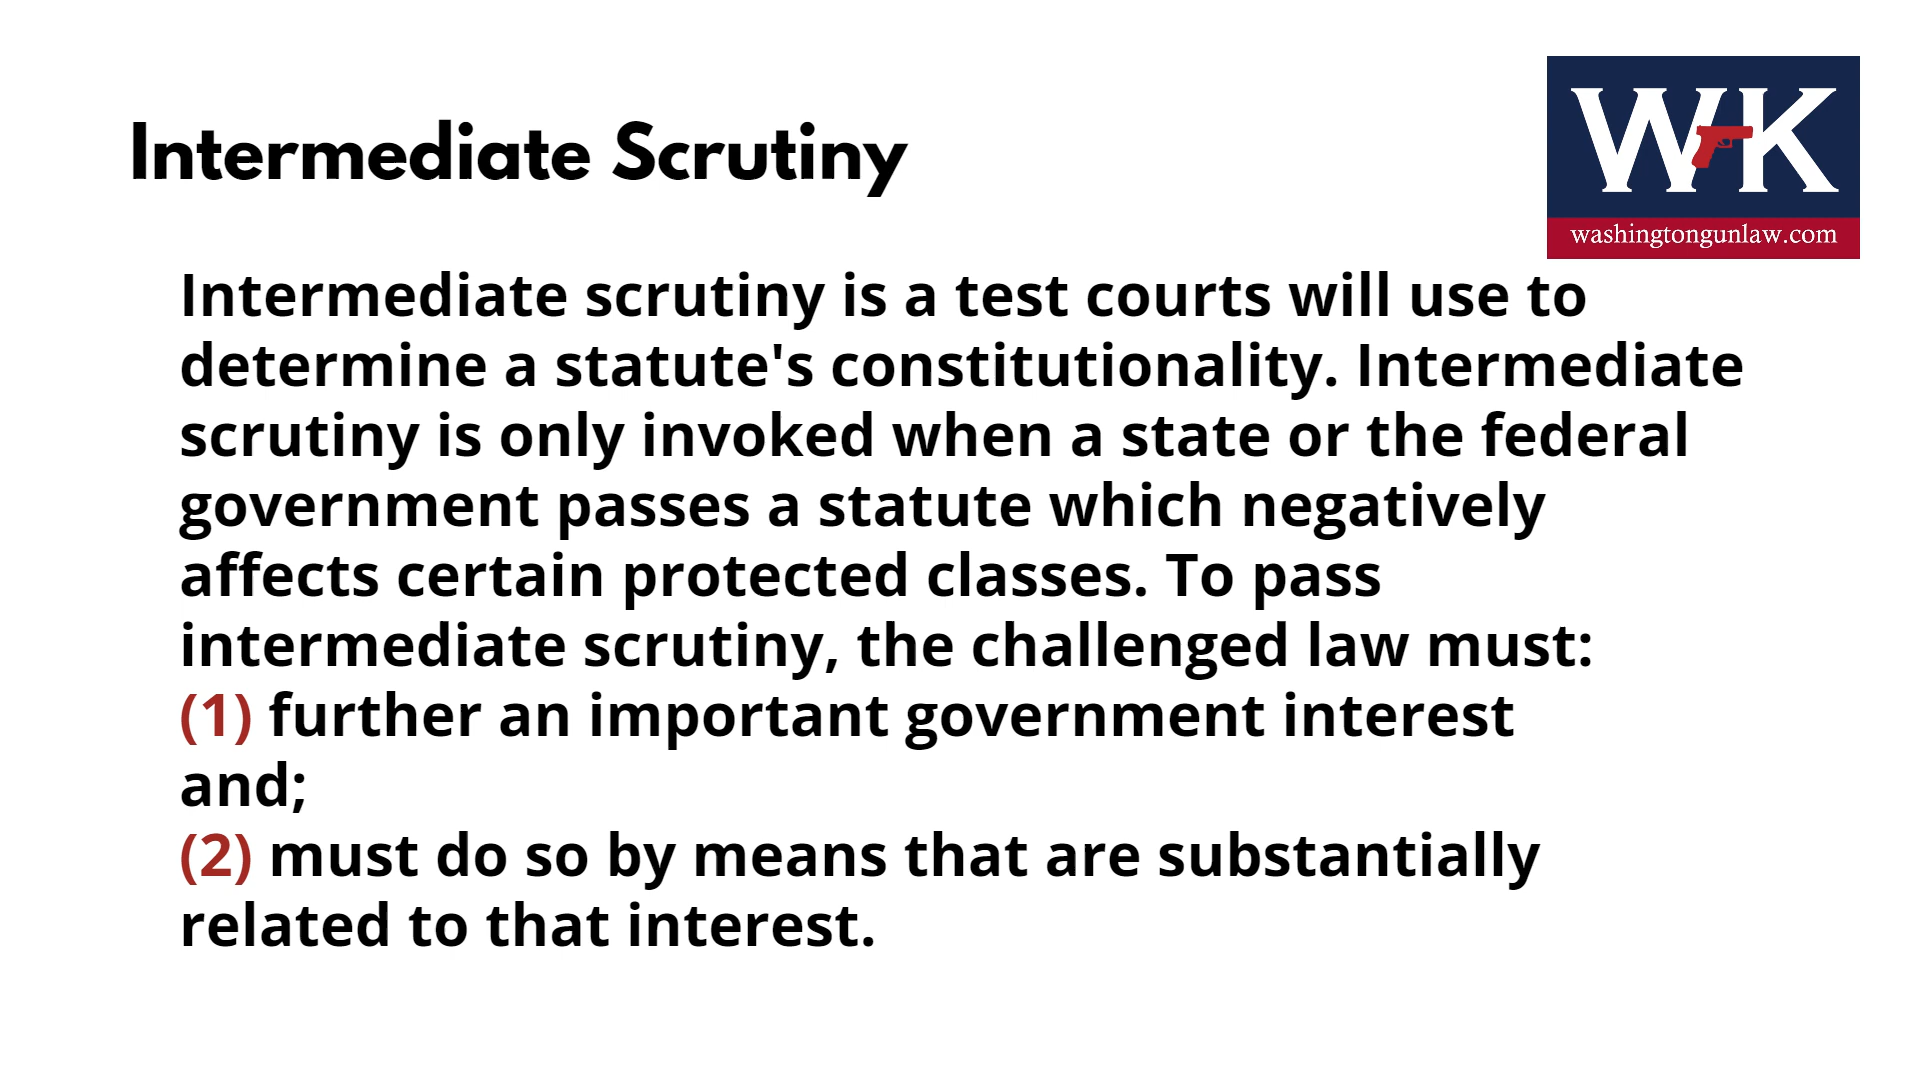 Intermediate Scrutiny
WK
washingtongunlaw.com
Intermediate scrutiny is a test courts will use to
determine a statute's constitutionality. Intermediate
scrutiny is only invoked when a state or the federal
government passes a statute which negatively
affects certain protected classes. To pass
intermediate scrutiny, the challenged law must:
(1) further an important government interest
and;
(2) must do so by means that are substantially
related to that interest.